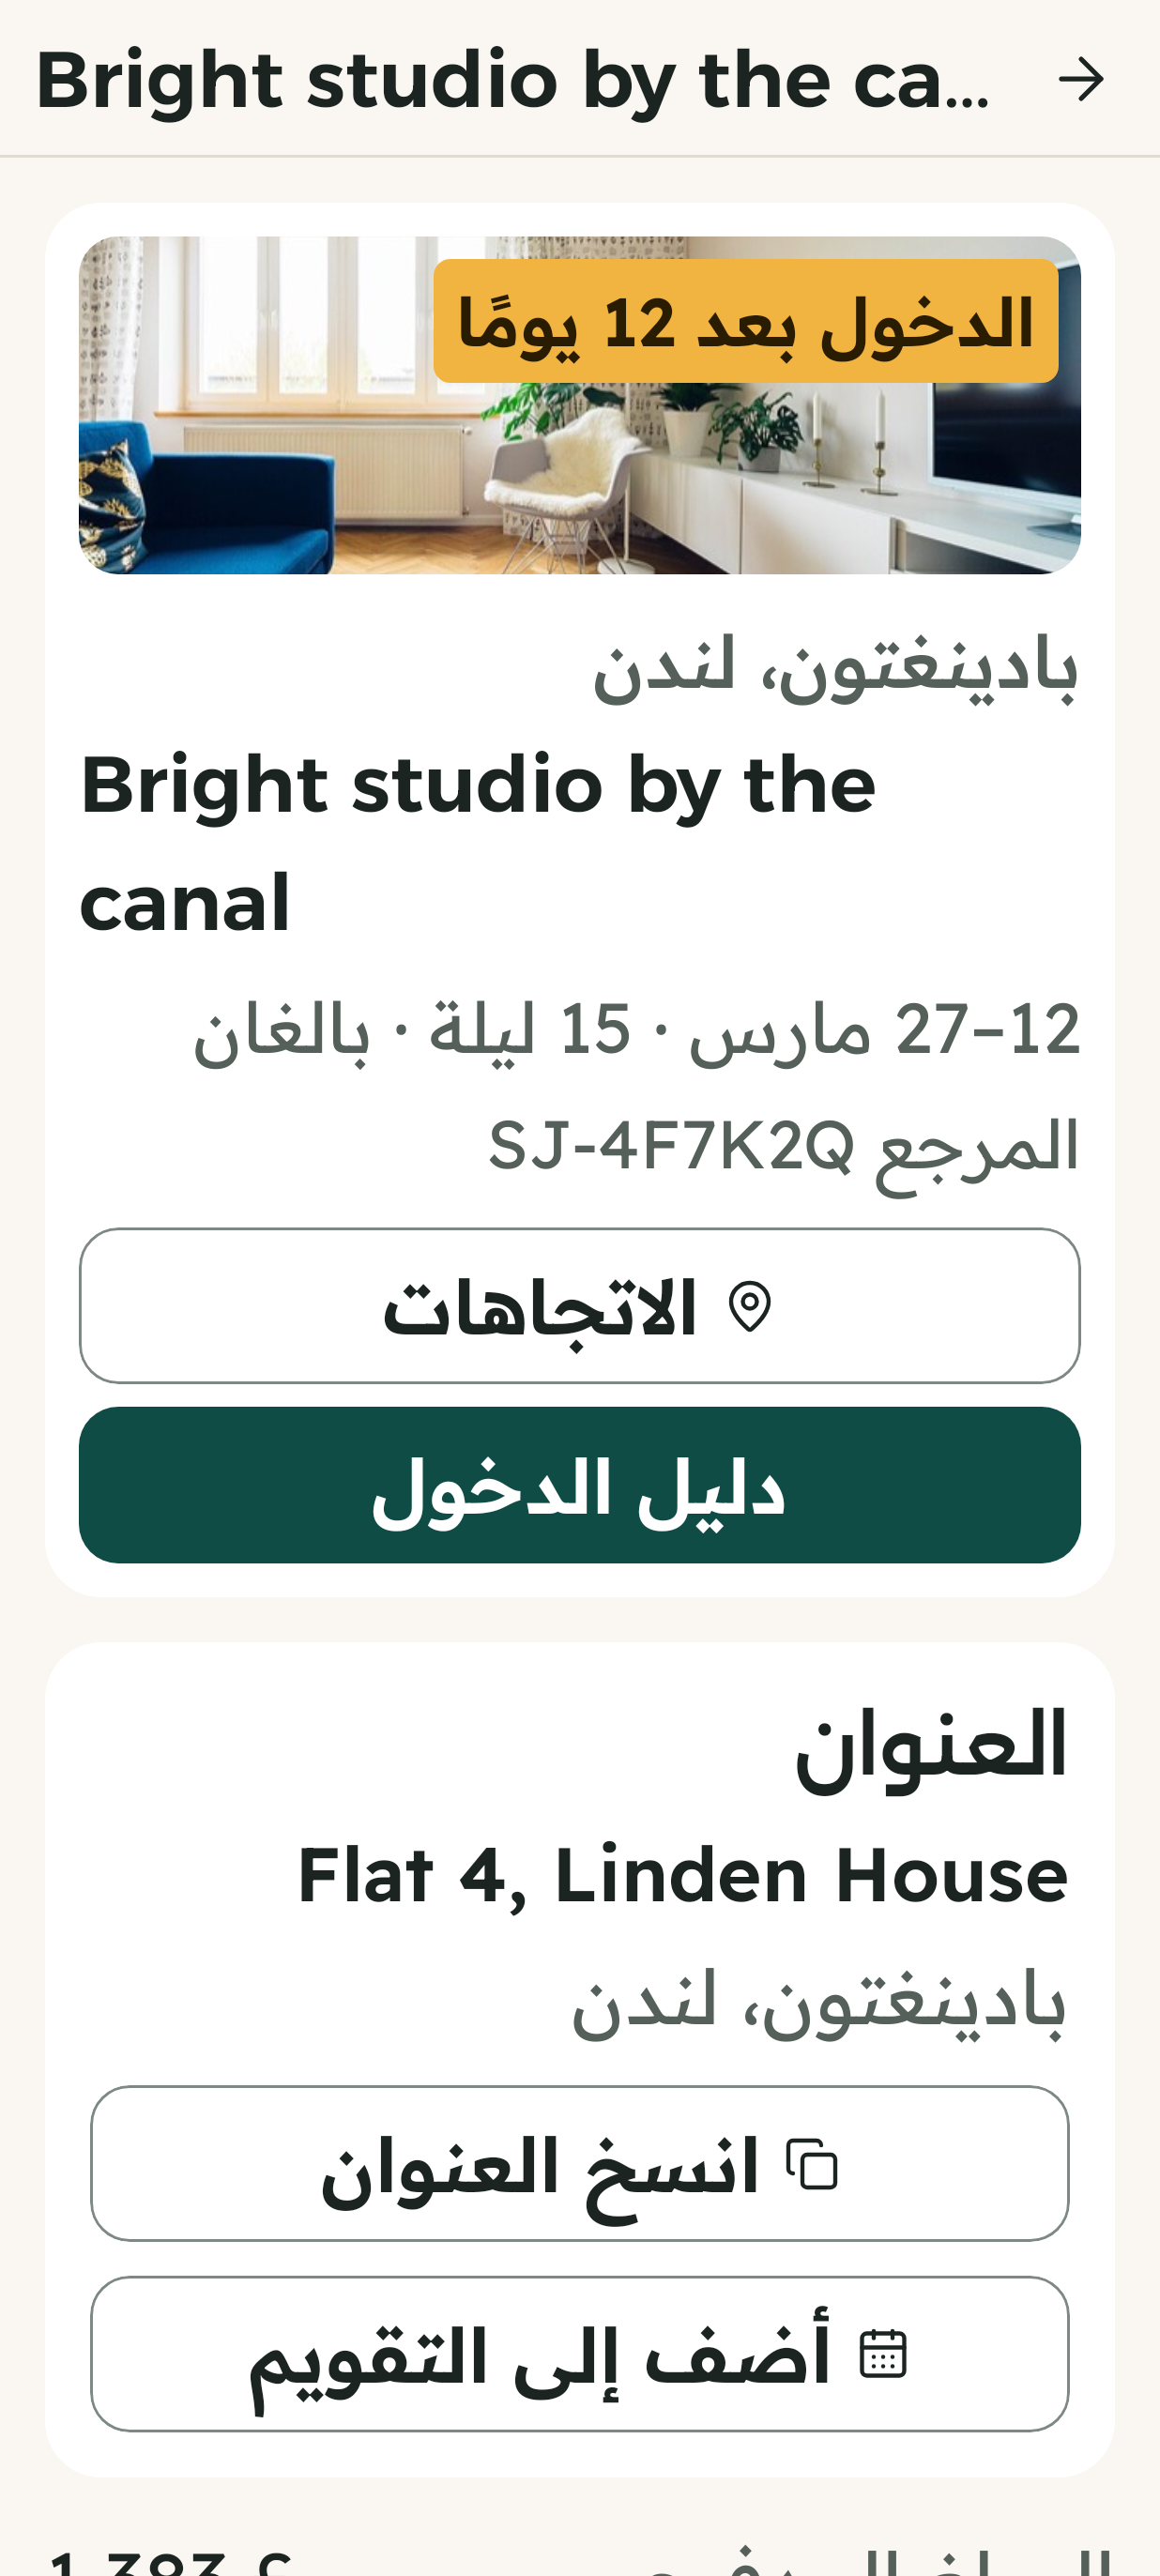 Bright studio by the ca...
الدخول بعد 12 يومًا
بادينغتون، لندن
Bright studio by the
canal
12–27 مارس · 15 ليلة · بالغان
المرجع SJ-4F7K2Q
الاتجاهات
دليل الدخول
العنوان
Flat 4, Linden House
بادينغتون، لندن
انسخ العنوان
أضف إلى التقويم